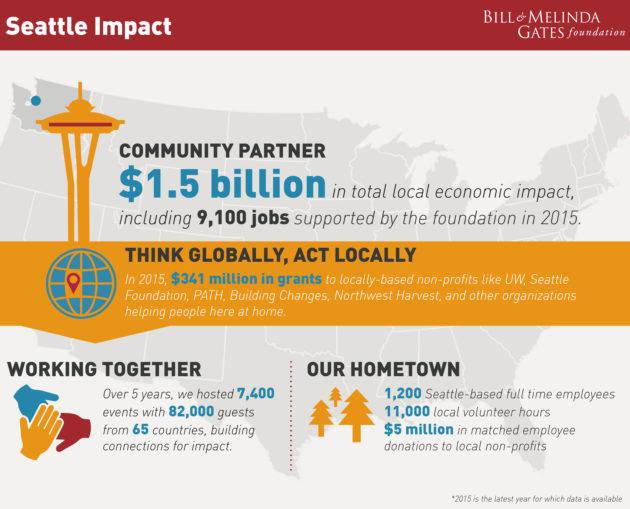 Seattle Impact
BILL & MELINDA
GATES foundation
COMMUNITY PARTNER
$1.5 billion in total local economic impact,
including 9,100 jobs supported by the foundation in 2015.
THINK GLOBALLY, ACT LOCALLY
In 2015, $341 million in grants to locally-based non-profits like UW, Seattle
Foundation, PATH, Building Changes, Northwest Harvest, and other organizations
helping people here at home.
WORKING TOGETHER
Over 5 years, we hosted 7,400
events with 82,000 guests
from 65 countries, building
connections for impact.
OUR HOMETOWN
1,200 Seattle-based full time employees
11,000 local volunteer hours
$5 million in matched employee
donations to local non-profits
*2015 is the latest year for which data is available